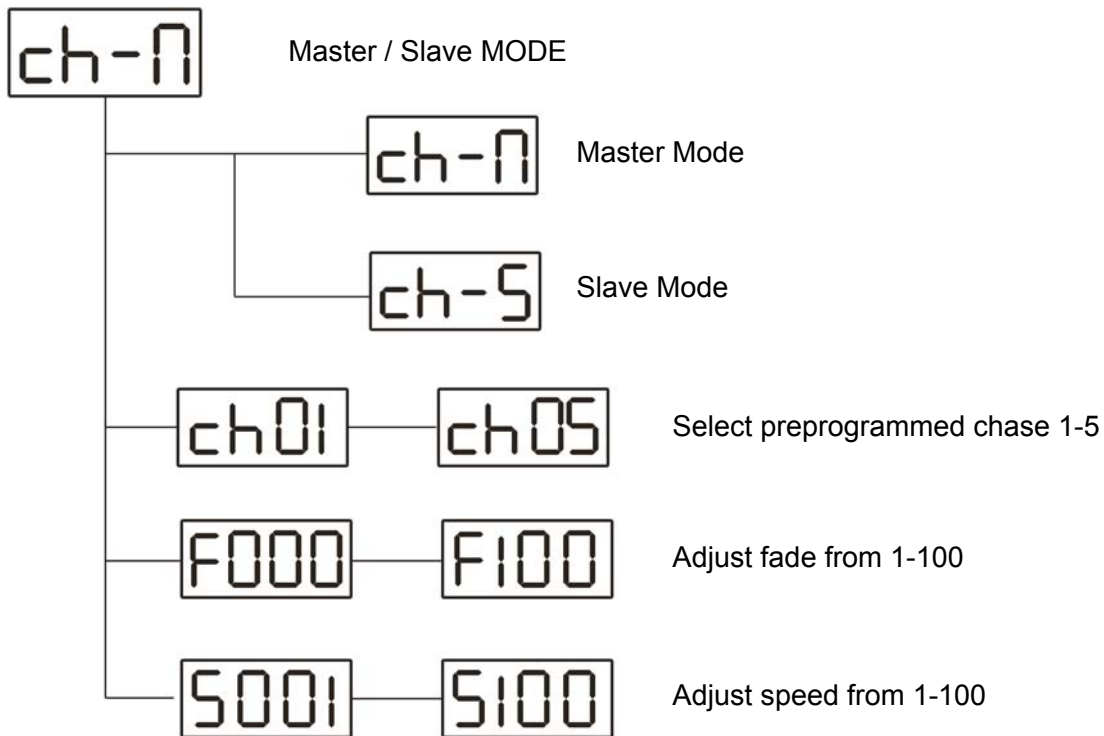 ch-M Master / Slave MODE
ch-M Master Mode
ch-S Slave Mode
ch01 ch05 Select preprogrammed chase 1-5
F000 F100 Adjust fade from 1-100
S001 S100 Adjust speed from 1-100